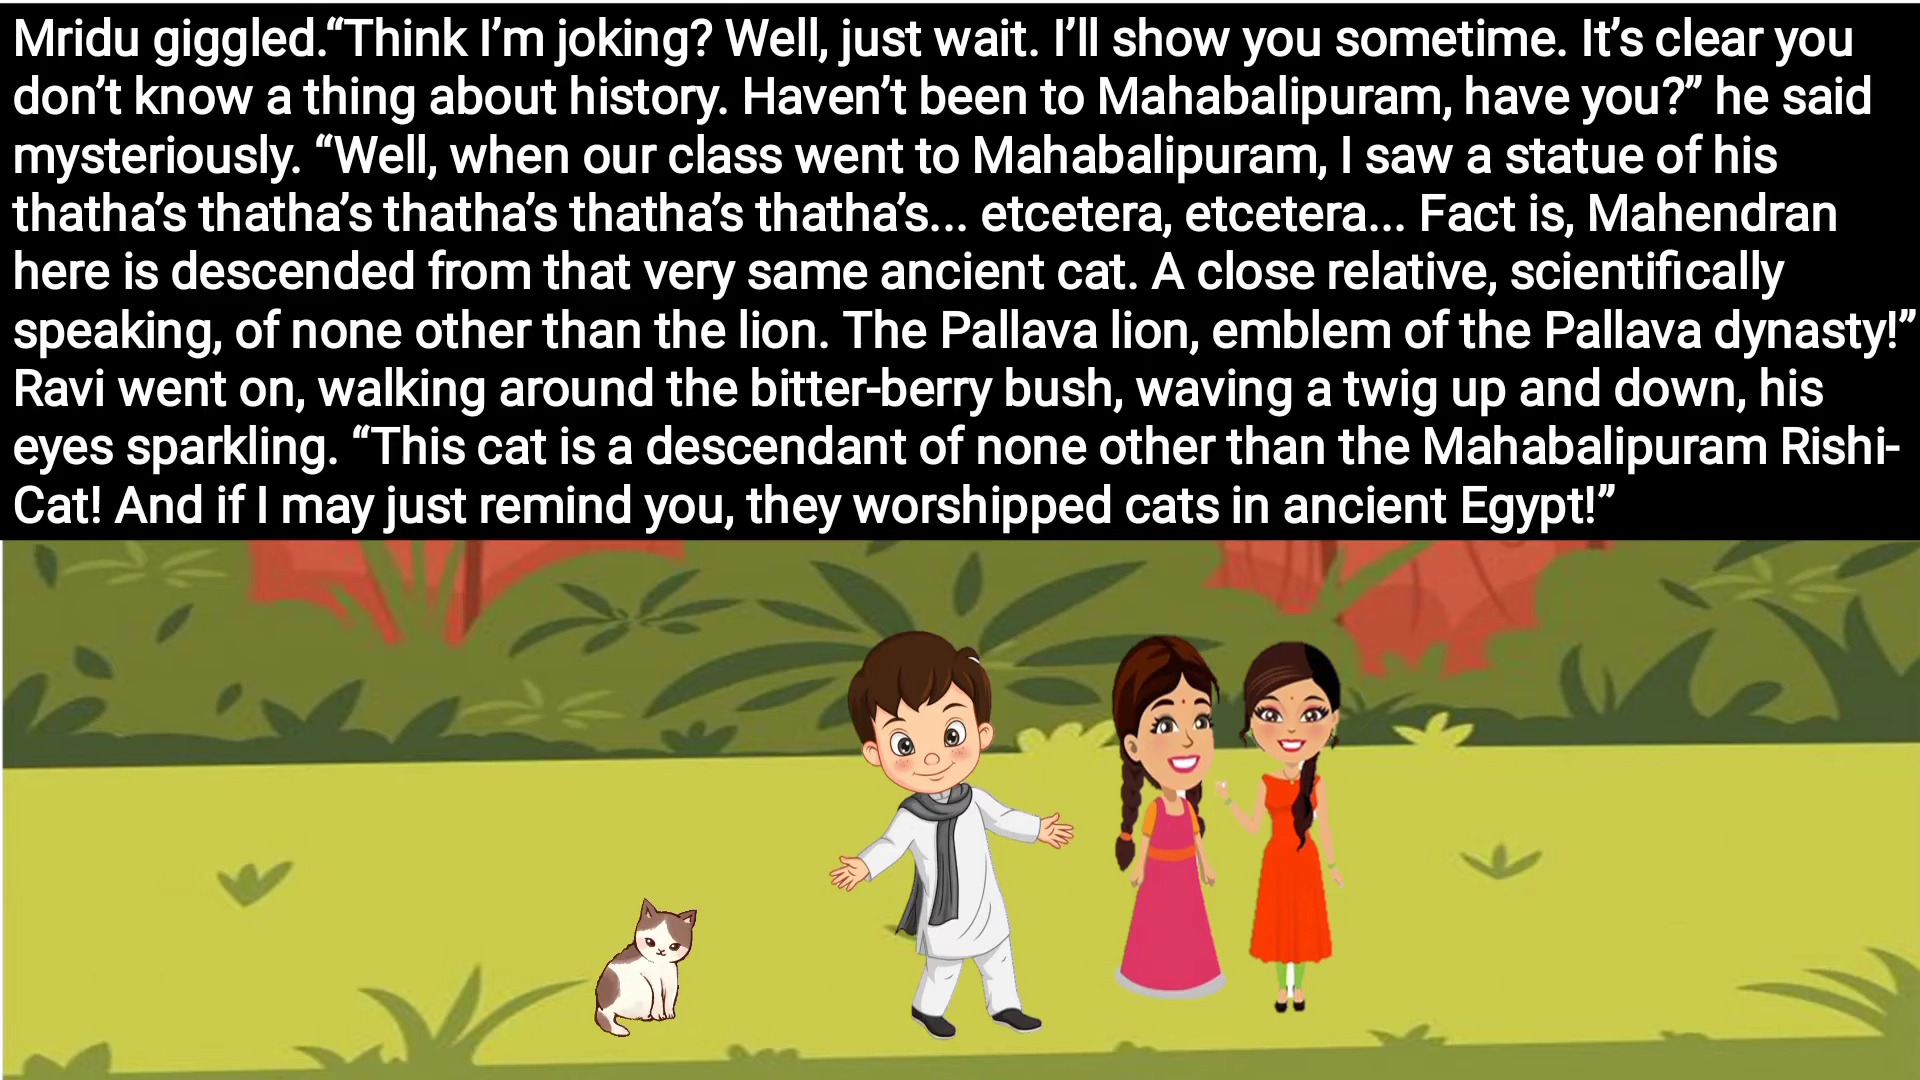 Mridu giggled.“Think I’m joking? Well, just wait. I’ll show you sometime. It’s clear you
don’t know a thing about history. Haven’t been to Mahabalipuram, have you?” he said
mysteriously. “Well, when our class went to Mahabalipuram, I saw a statue of his
thatha’s thatha’s thatha’s thatha’s thatha’s... etcetera, etcetera... Fact is, Mahendran
here is descended from that very same ancient cat. A close relative, scientifically
speaking, of none other than the lion. The Pallava lion, emblem of the Pallava dynasty!”
Ravi went on, walking around the bitter-berry bush, waving a twig up and down, his
eyes sparkling. “This cat is a descendant of none other than the Mahabalipuram Rishi-
Cat! And if I may just remind you, they worshipped cats in ancient Egypt!”